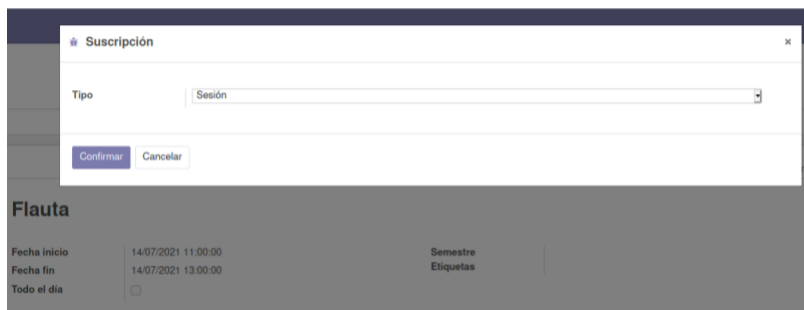 Suscripción ×
Tipo Sesión
Confirmar Cancelar
Flauta
Fecha inicio 14/07/2021 11:00:00 Semestre
Fecha fin 14/07/2021 13:00:00 Etiquetas
Todo el día